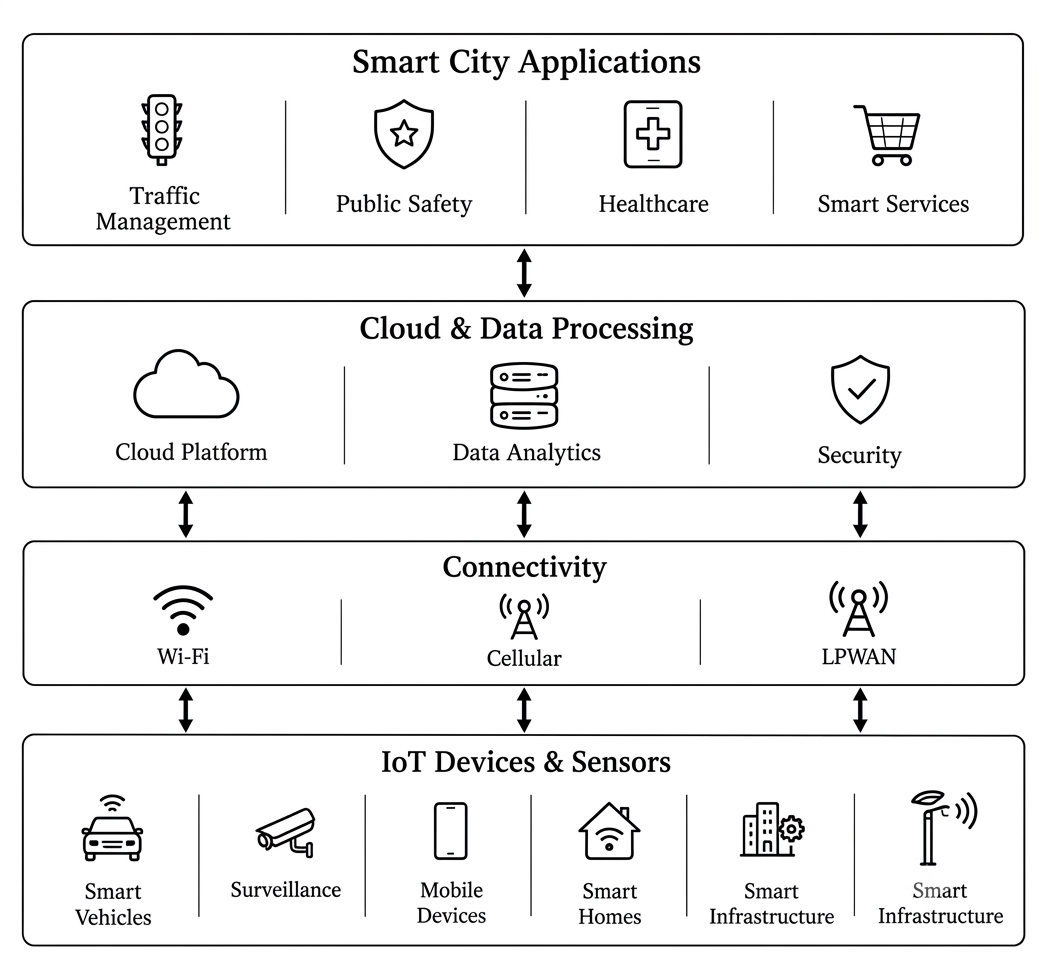 Smart City Applications
Traffic
Management
Public Safety
Healthcare
Smart Services
Cloud & Data Processing
Cloud Platform
Data Analytics
Security
Connectivity
Wi-Fi
Cellular
LPWAN
IoT Devices & Sensors
Smart
Vehicles
Surveillance
Mobile
Devices
Smart
Homes
Smart
Infrastructure
Smart
Infrastructure